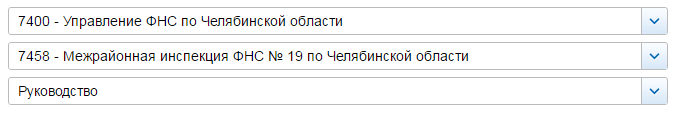 7400 - Управление ФНС по Челябинской области
7458 - Межрайонная инспекция ФНС № 19 по Челябинской области
Руководство